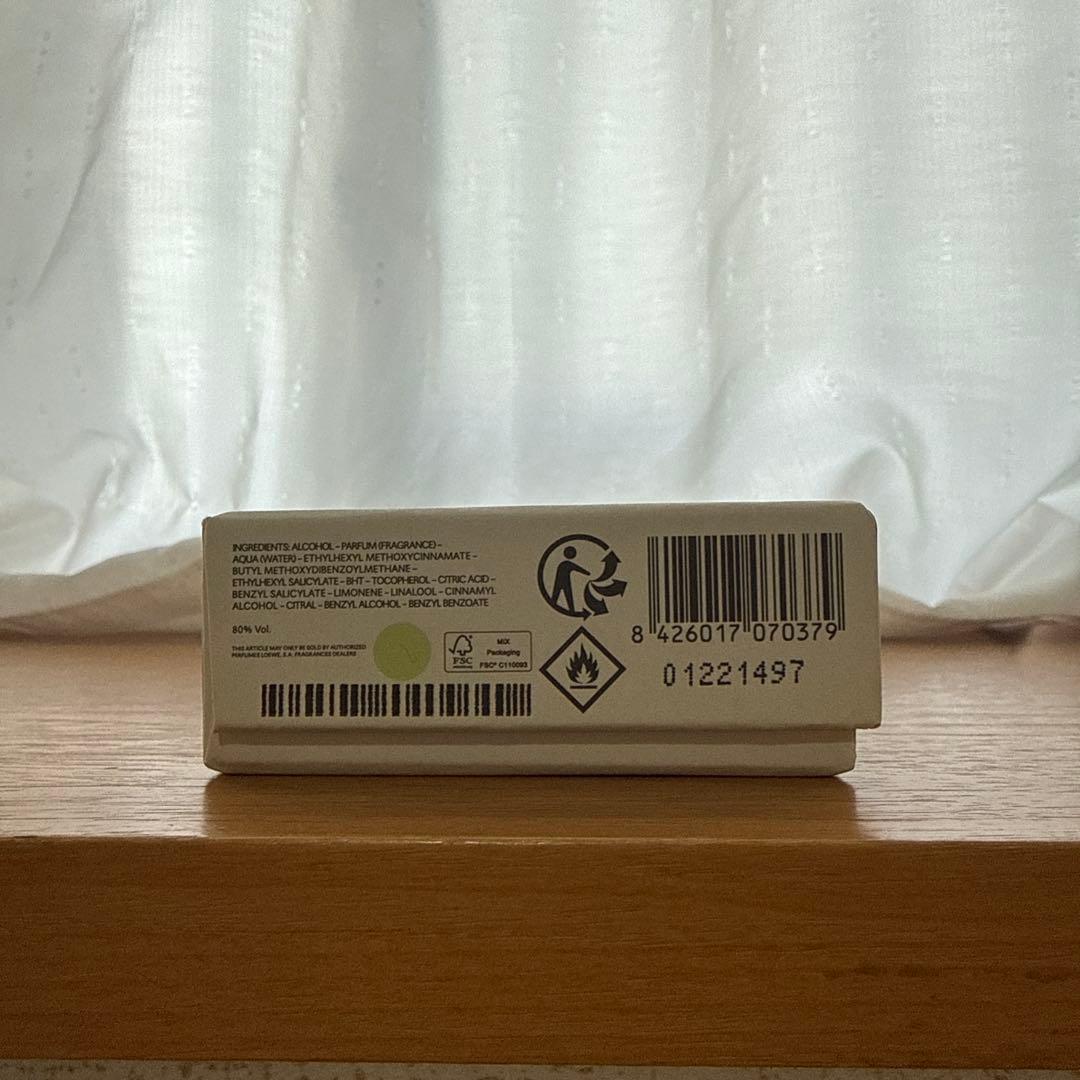 INGREDIENTS: ALCOHOL – PARFUM (FRAGRANCE) –
AQUA (WATER) – ETHYLHEXYL METHOXYCINNAMATE –
BUTYL METHOXYDIBENZOYLMETHANE –
ETHYLHEXYL SALICYLATE – BHT – TOCOPHEROL – CITRIC ACID –
BENZYL SALICYLATE – LIMONENE – LINALOOL – CINNAMYL
ALCOHOL – CITRAL – BENZYL ALCOHOL – BENZYL BENZOATE
80% Vol.
THIS ARTICLE MAY ONLY BE SOLD BY AUTHORIZED
PERFUMES LOEWE, S.A. FRAGRANCES DEALERS
FSC
MIX
Packaging
FSC® C110093
8 426017 070379
01221497